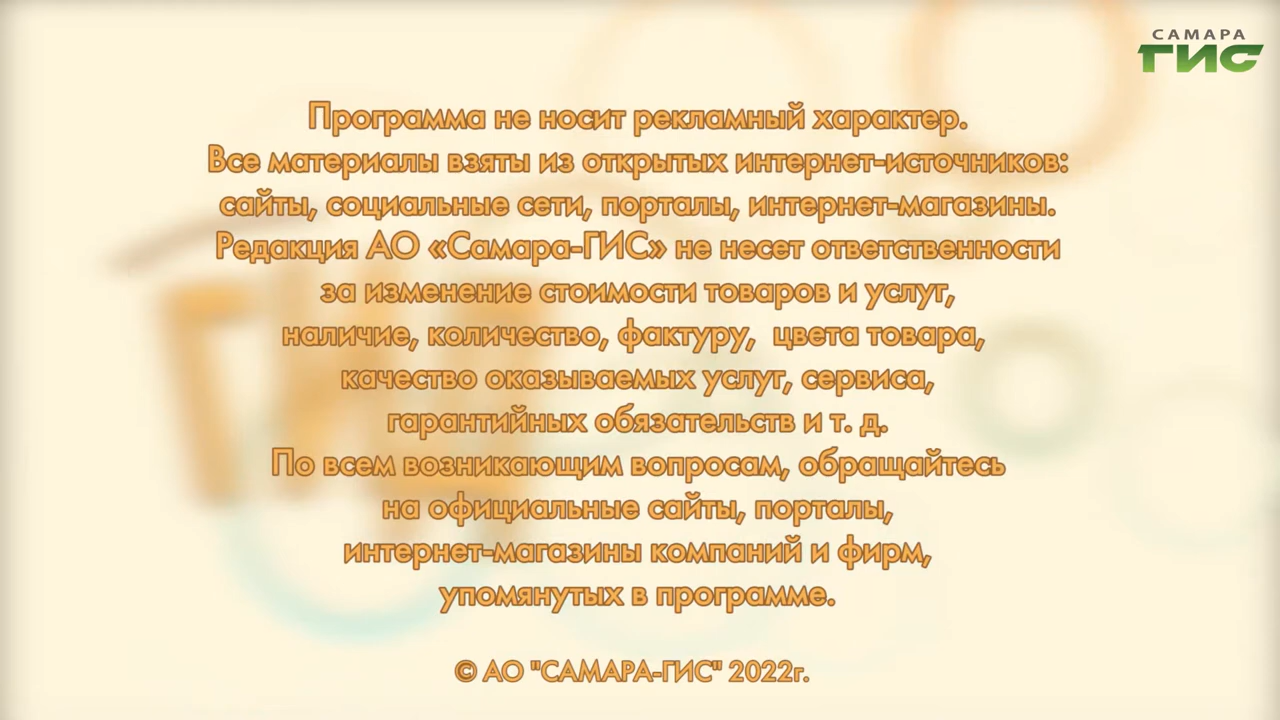 САМАРА
ГИС
Программа не носит рекламный характер.
Все материалы взяты из открытых интернет-источников:
сайты, социальные сети, порталы, интернет-магазины.
Редакция АО «Самара-ГИС» не несет ответственности
за изменение стоимости товаров и услуг,
наличие, количество, фактуру, цвета товара,
качество оказываемых услуг, сервиса,
гарантийных обязательств и т. д.
По всем возникающим вопросам, обращайтесь
на официальные сайты, порталы,
интернет-магазины компаний и фирм,
упомянутых в программе.
© АО "САМАРА-ГИС" 2022г.